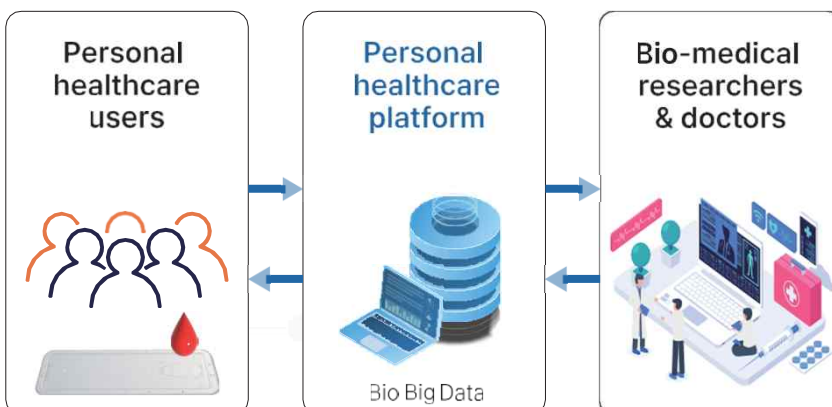 Personal
healthcare
users
Personal
healthcare
platform
Bio Big Data
Bio-medical
researchers
& doctors